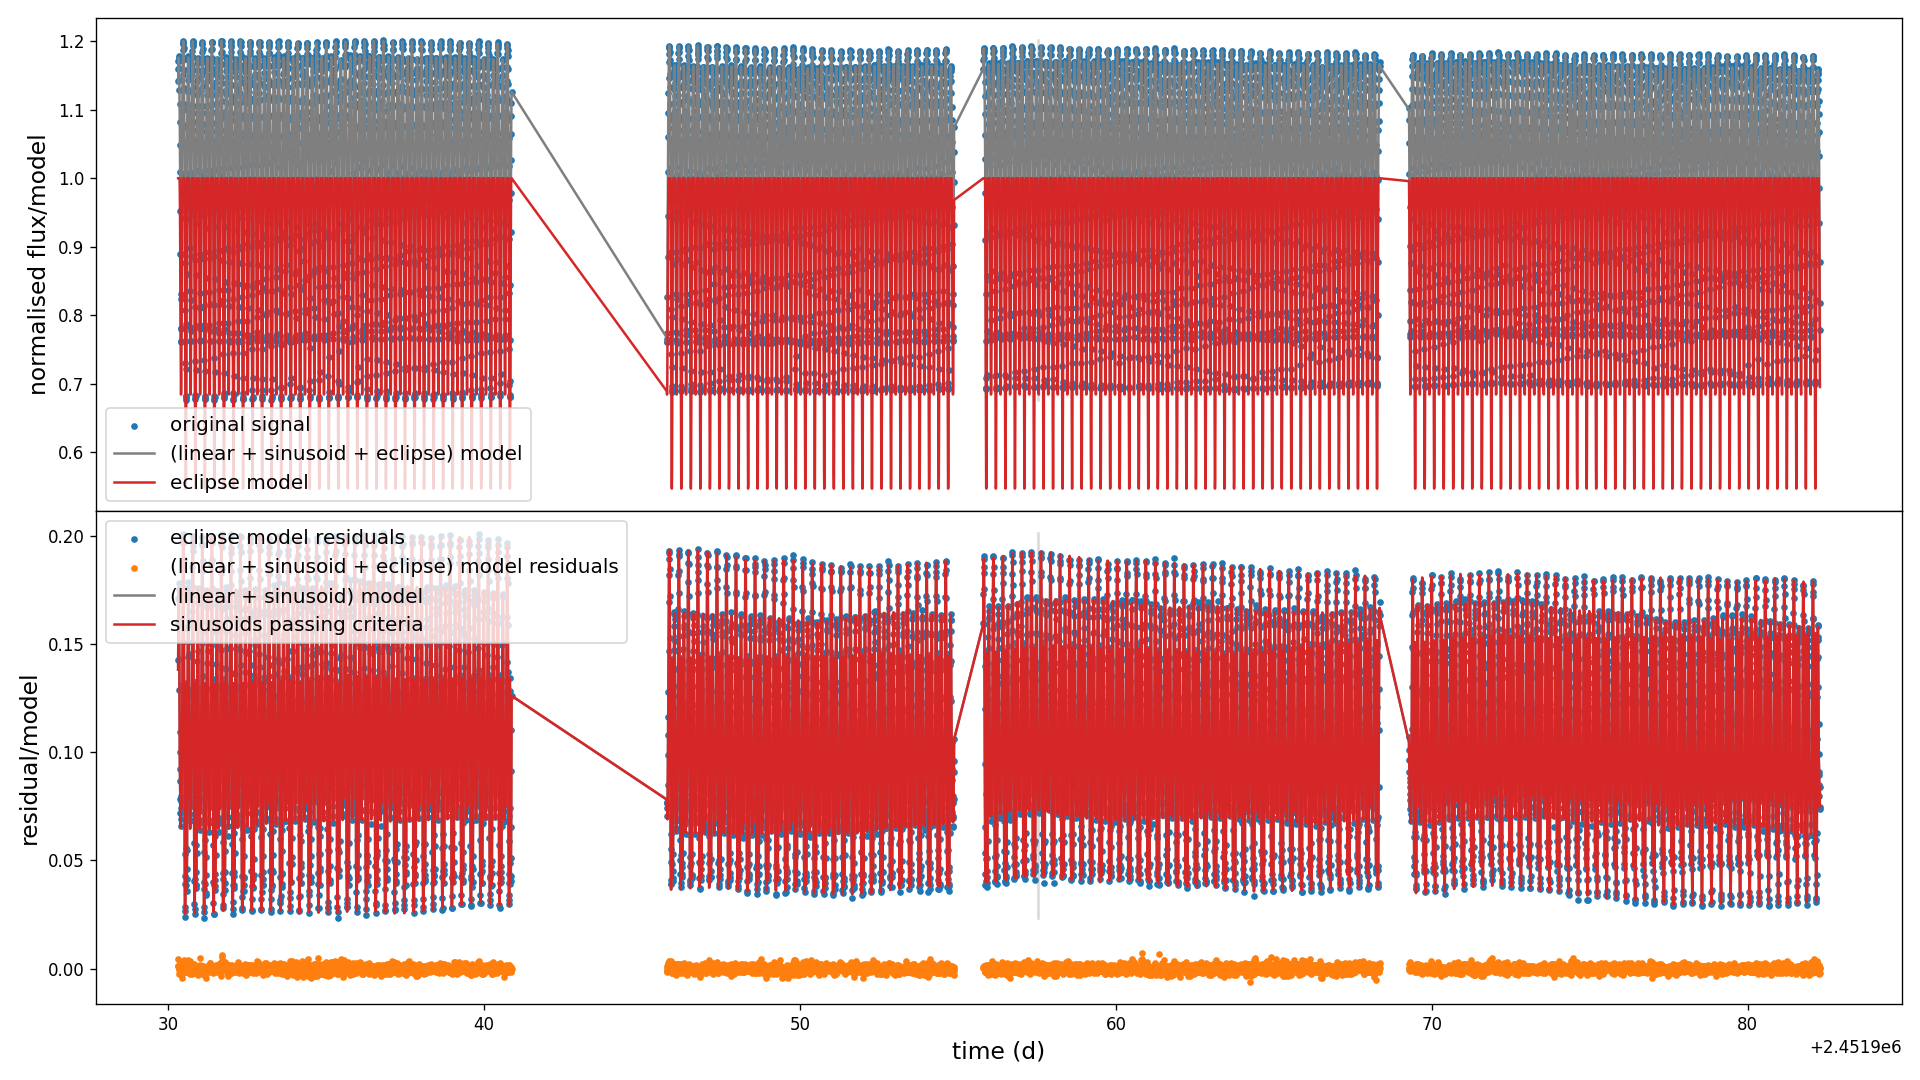 normalised flux/model
1.2
1.1
1.0
0.9
0.8
0.7
0.6
original signal
(linear + sinusoid + eclipse) model
eclipse model
residual/model
0.20
0.15
0.10
0.05
0.00
eclipse model residuals
(linear + sinusoid + eclipse) model residuals
(linear + sinusoid) model
sinusoids passing criteria
30 40 50 60 70 80
time (d)
+2.4519e6